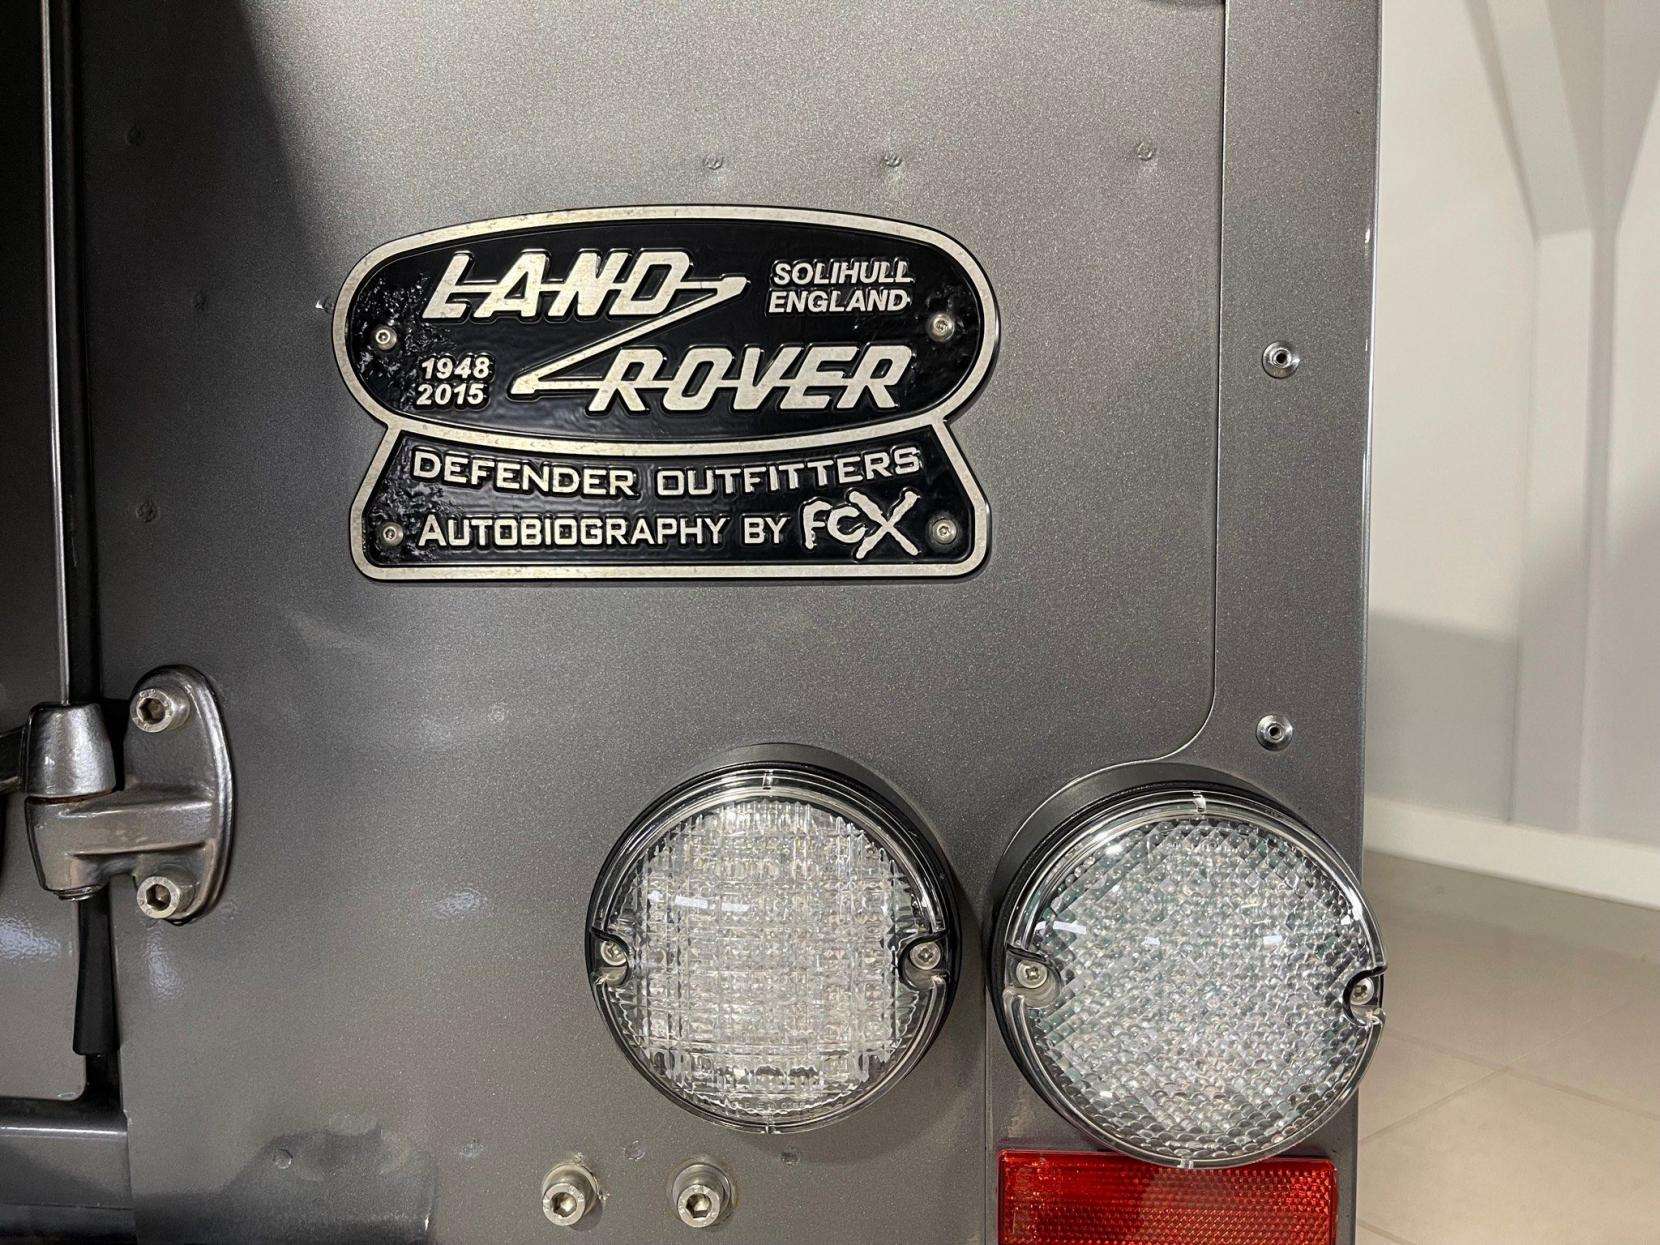 LAND
SOLIHULL
ENGLAND
1948
2015
ROVER
DEFENDER OUTFITTERS
AUTOBIOGRAPHY BY FCX